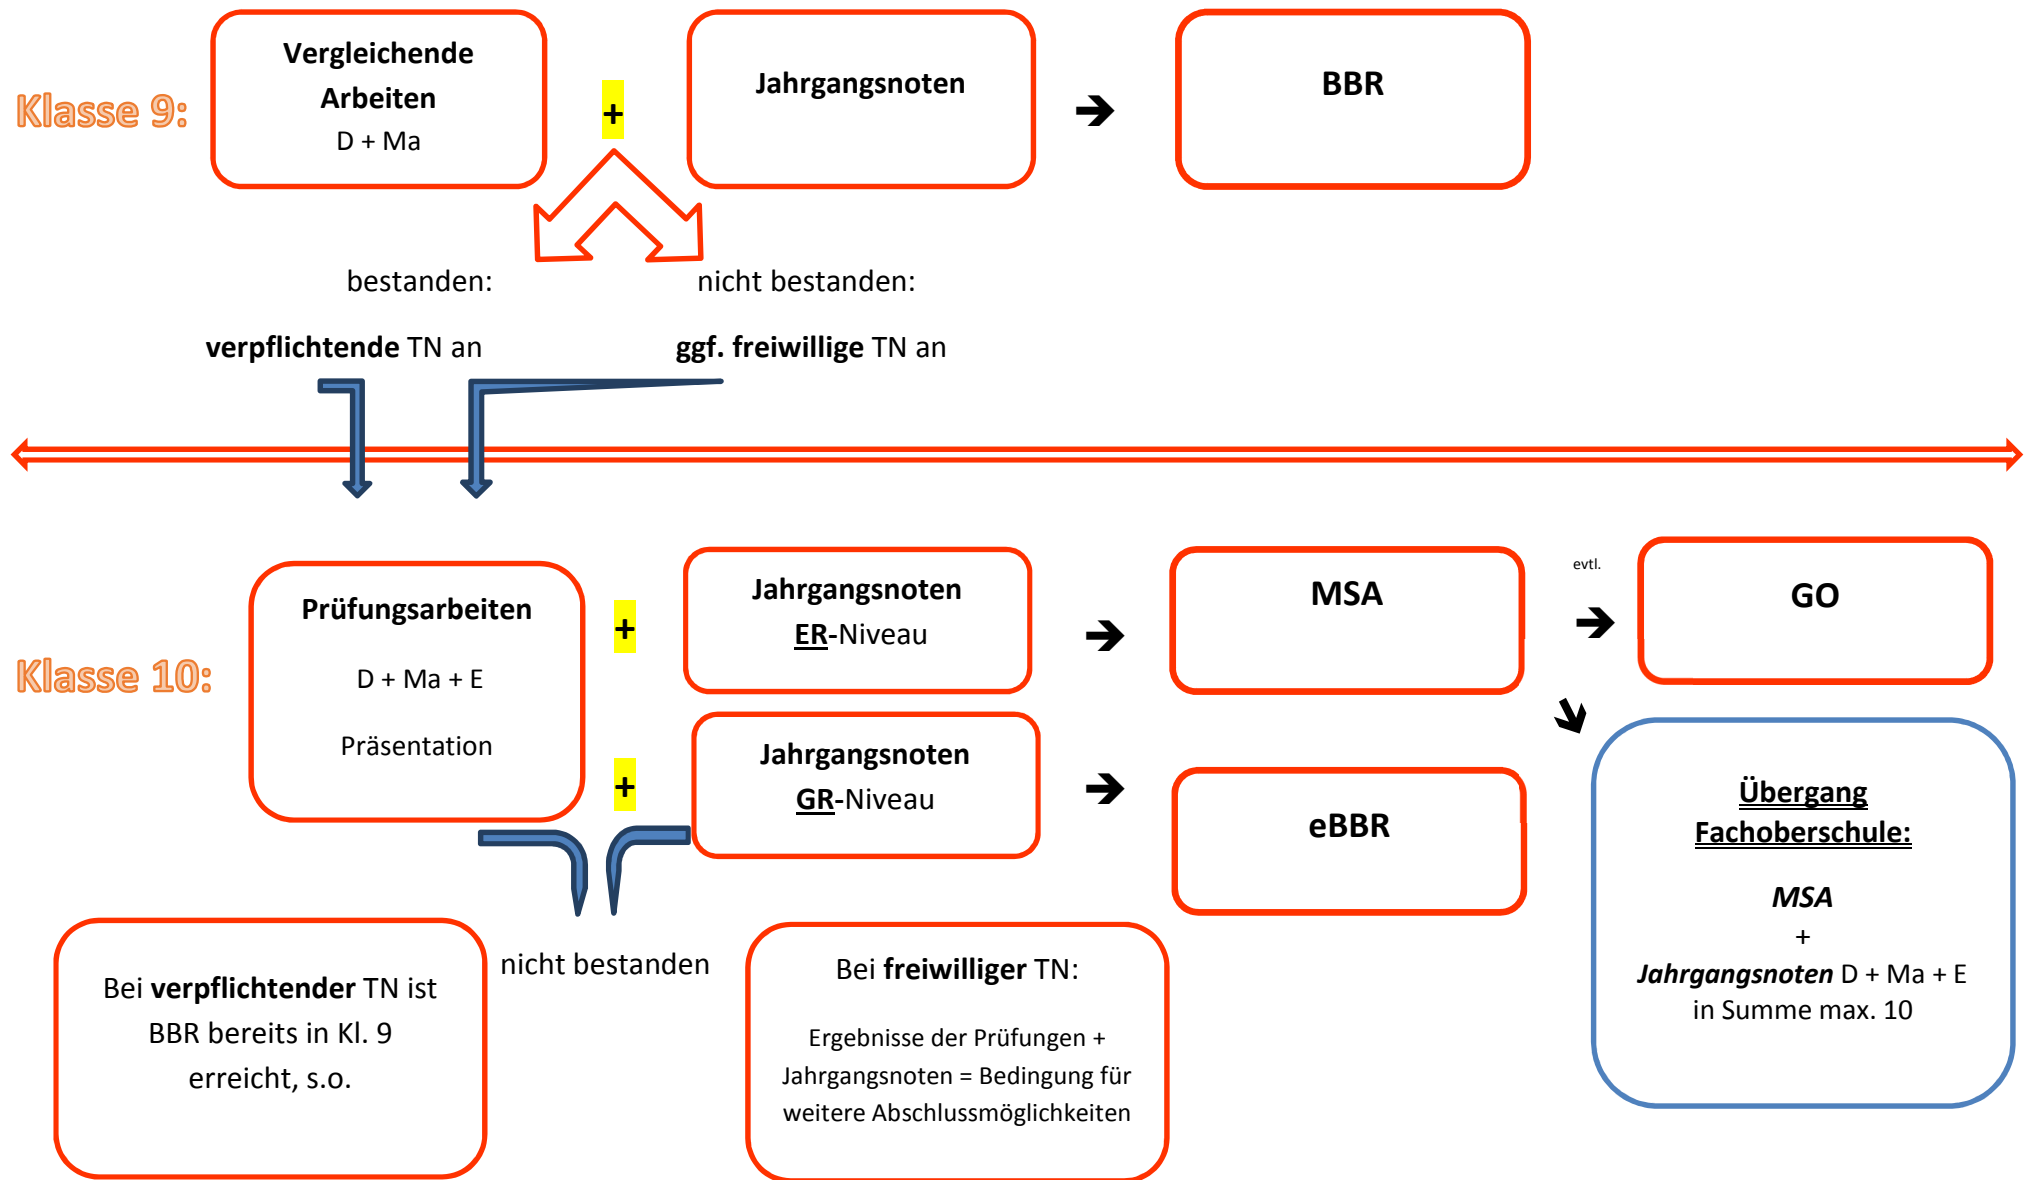 Klasse 9:
Vergleichende
Arbeiten
D + Ma
+
Jahrgangsnoten
➔
BBR
bestanden:
nicht bestanden:
verpflichtende TN an
ggf. freiwillige TN an
Klasse 10:
Prüfungsarbeiten
D + Ma + E
Präsentation
+
Jahrgangsnoten
ER-Niveau
➔
MSA
evtl.
➔
GO
+
Jahrgangsnoten
GR-Niveau
➔
eBBR
➔
Übergang
Fachoberschule:
MSA
+
Jahrgangsnoten D + Ma + E
in Summe max. 10
nicht bestanden
Bei verpflichtender TN ist
BBR bereits in Kl. 9
erreicht, s.o.
Bei freiwilliger TN:
Ergebnisse der Prüfungen +
Jahrgangsnoten = Bedingung für
weitere Abschlussmöglichkeiten